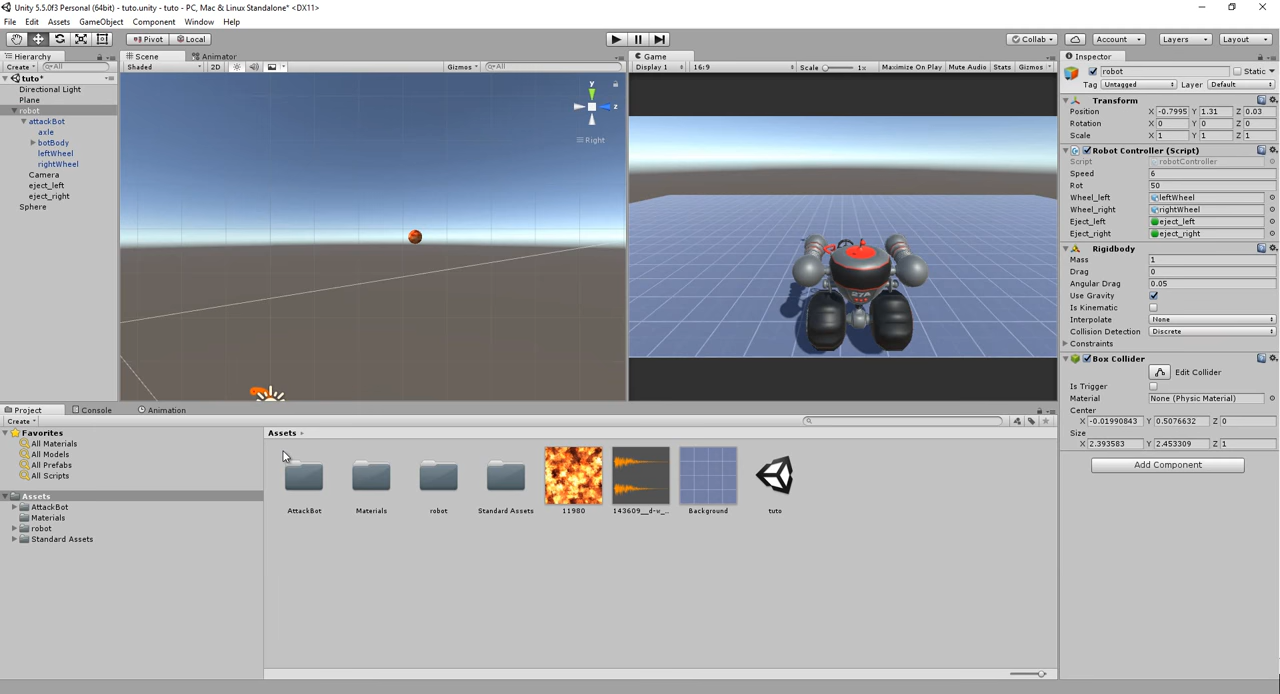 Unity 5.5.0f3 Personal (64bit) - tuto.unity - tuto - PC, Mac & Linux Standalone* <DX11>
File Edit Assets GameObject Component Window Help
Pivot Local Collab Account Layers Layout
Hierarchy
Create All
tuto*
Directional Light
Plane
robot
attackBot
axle
botBody
leftWheel
rightWheel
Camera
eject_left
eject_right
Sphere
Scene Animator
Shaded 2D Gizmos All
y
z
Right
Game
Display 1 16:9 Scale 1x Maximize On Play Mute Audio Stats Gizmos
27A
Inspector
robot Static
Tag Untagged Layer Default
Transform
Position X -0.7995 Y 1.31 Z 0.03
Rotation X 0 Y 0 Z 0
Scale X 1 Y 1 Z 1
Robot Controller (Script)
Script robotController
Speed 6
Rot 50
Wheel_left leftWheel
Wheel_right rightWheel
Eject_left eject_left
Eject_right eject_right
Rigidbody
Mass 1
Drag 0
Angular Drag 0.05
Use Gravity
Is Kinematic
Interpolate None
Collision Detection Discrete
Constraints
Box Collider
Edit Collider
Is Trigger
Material None (Physic Material)
Center
X -0.01990843 Y 0.5076632 Z 0
Size
X 2.393583 Y 2.453309 Z 1
Add Component
Project Console Animation
Create
Favorites
All Materials
All Models
All Prefabs
All Scripts
Assets
AttackBot
Materials
robot
Standard Assets
Assets
AttackBot Materials robot Standard Assets 11980 143609__d-w_... Background tuto